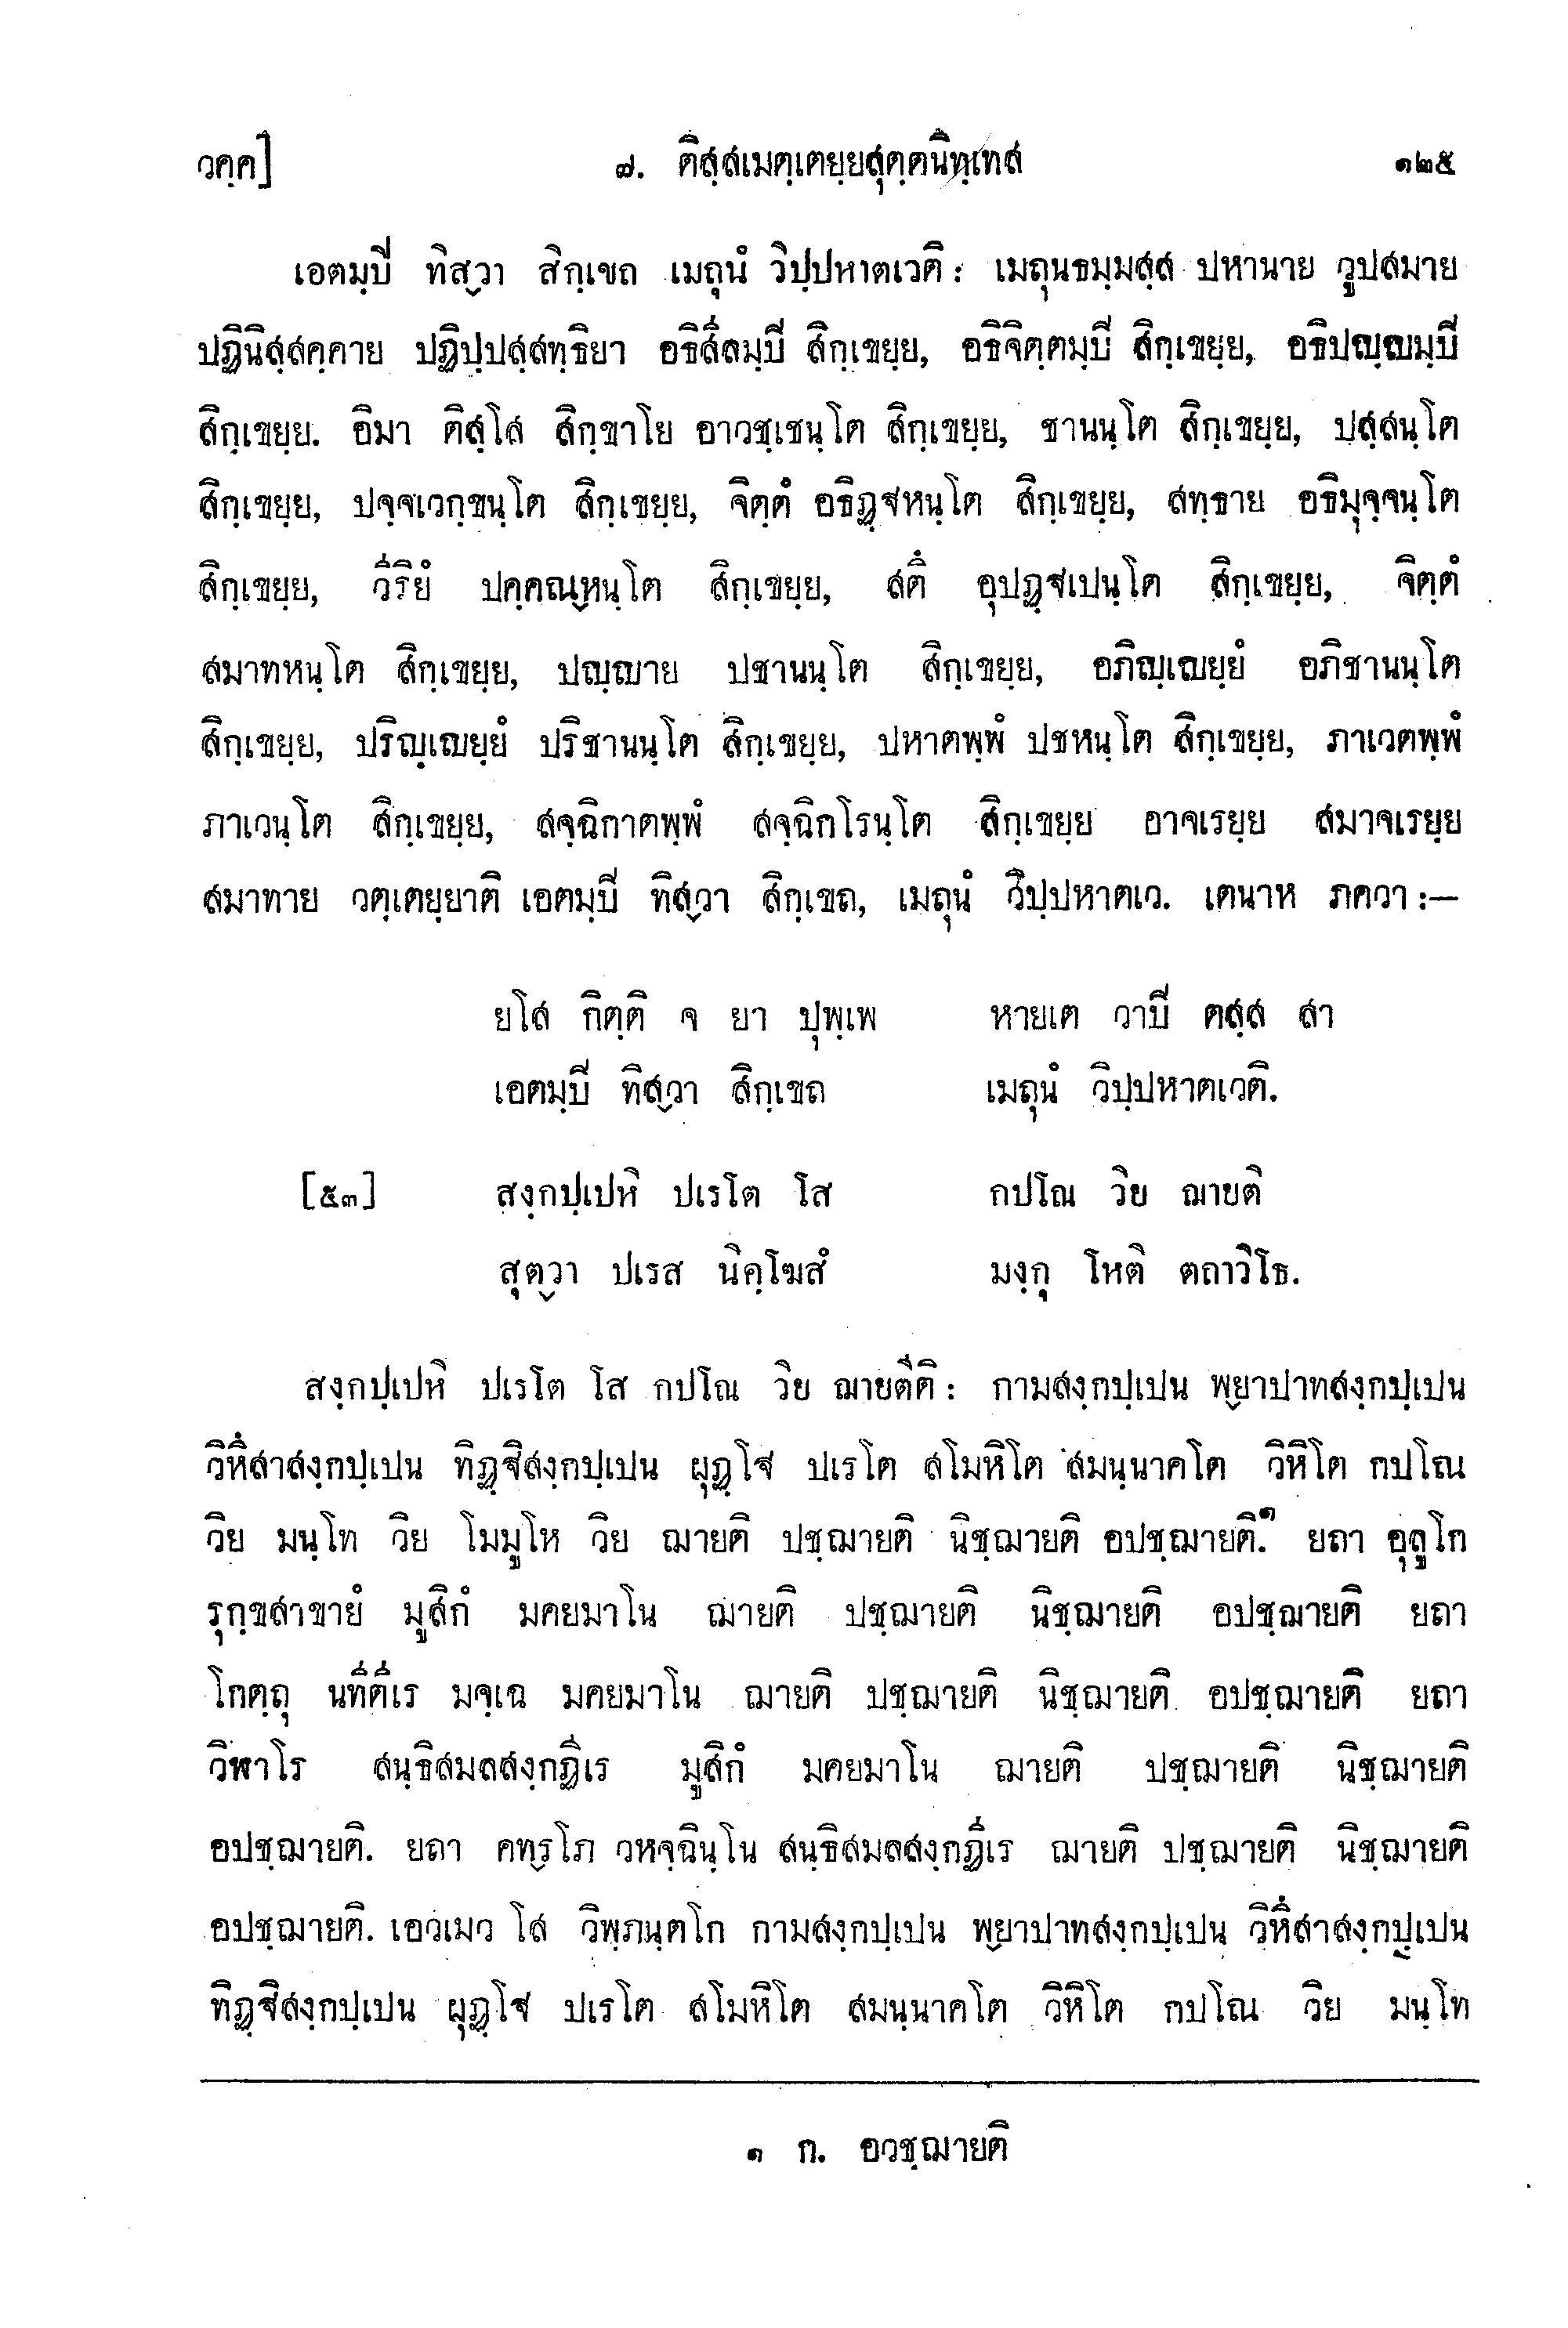 วคฺค] ๗. ติสฺสเมตฺเตยฺยสุตฺตนิทฺเทส ๑๒๕
เอตมฺปิ ทิสฺวา สิกฺเขถ เมถุนํ วิปฺปหาตเวติ : เมถุนธมฺมสฺส ปหานาย วูปสมาย
ปฏินิสฺสคฺคาย ปฏิปฺปสฺสทฺธิยา อธิสีลมฺปิ สิกฺเขยฺย, อธิจิตฺตมฺปิ สิกฺเขยฺย, อธิปญฺญมฺปิ
สิกฺเขยฺย. อิมา ติสฺโส สิกฺขาโย อาวชฺเชนฺโต สิกฺเขยฺย, ชานนฺโต สิกฺเขยฺย, ปสฺสนฺโต
สิกฺเขยฺย, ปจฺจเวกฺขนฺโต สิกฺเขยฺย, จิตฺตํ อธิฏฺฐหนฺโต สิกฺเขยฺย, สทฺธาย อธิมุจฺจนฺโต
สิกฺเขยฺย, วีริยํ ปคฺคณฺหนฺโต สิกฺเขยฺย, สตึ อุปฏฺฐเปนฺโต สิกฺเขยฺย, จิตฺตํ
สมาทหนฺโต สิกฺเขยฺย, ปญฺญาย ปชานนฺโต สิกฺเขยฺย, อภิญฺเญยฺยํ อภิชานนฺโต
สิกฺเขยฺย, ปริญฺเญยฺยํ ปริชานนฺโต สิกฺเขยฺย, ปหาตพฺพํ ปชหนฺโต สิกฺเขยฺย, ภาเวตพฺพํ
ภาเวนฺโต สิกฺเขยฺย, สจฺฉิกาตพฺพํ สจฺฉิกโรนฺโต สิกฺเขยฺย อาจเรยฺย สมาจเรยฺย
สมาทาย วตฺเตยฺยาติ เอตมฺปิ ทิสฺวา สิกฺเขถ, เมถุนํ วิปฺปหาตเว. เตนาห ภควา :—
ยโส กิตฺติ จ ยา ปุพฺเพ หายเต วาปิ ตสฺส สา
เอตมฺปิ ทิสฺวา สิกฺเขถ เมถุนํ วิปฺปหาตเวติ.
[๕๓] สงฺกปฺเปหิ ปเรโต โส กปโณ วิย ฌายติ
สุตฺวา ปเรส นิคฺโฆสํ มงฺกุ โหติ ตถาวิโธ.
สงฺกปฺเปหิ ปเรโต โส กปโณ วิย ฌายตีติ : กามสงฺกปฺเปน พฺยาปาทสงฺกปฺเปน
วิหึสาสงฺกปฺเปน ทิฏฺฐิสงฺกปฺเปน ผุฏฺโฐ ปเรโต สโมหิโต สมนฺนาคโต วิหิโต กปโณ
วิย มนฺโท วิย โมมูโห วิย ฌายติ ปชฺฌายติ นิชฺฌายติ อปชฺฌายติ.๑ ยถา อุลูโก
รุกฺขสาขายํ มูสิกํ มคยมาโน ฌายติ ปชฺฌายติ นิชฺฌายติ อปชฺฌายติ ยถา
โกตฺถุ นทีตีเร มจฺเฉ มคยมาโน ฌายติ ปชฺฌายติ นิชฺฌายติ อปชฺฌายติ ยถา
วิฬาโร สนฺธิสมลสงฺกฏีเร มูสิกํ มคยมาโน ฌายติ ปชฺฌายติ นิชฺฌายติ
อปชฺฌายติ. ยถา คทฺรโภ วหจฺฉินฺโน สนฺธิสมลสงฺกฏีเร ฌายติ ปชฺฌายติ นิชฺฌายติ
อปชฺฌายติ. เอวเมว โส วิพฺภนฺตโก กามสงฺกปฺเปน พฺยาปาทสงฺกปฺเปน วิหึสาสงฺกปฺเปน
ทิฏฺฐิสงฺกปฺเปน ผุฏฺโฐ ปเรโต สโมหิโต สมนฺนาคโต วิหิโต กปโณ วิย มนฺโท
๑ ก. อวชฺฌายติ